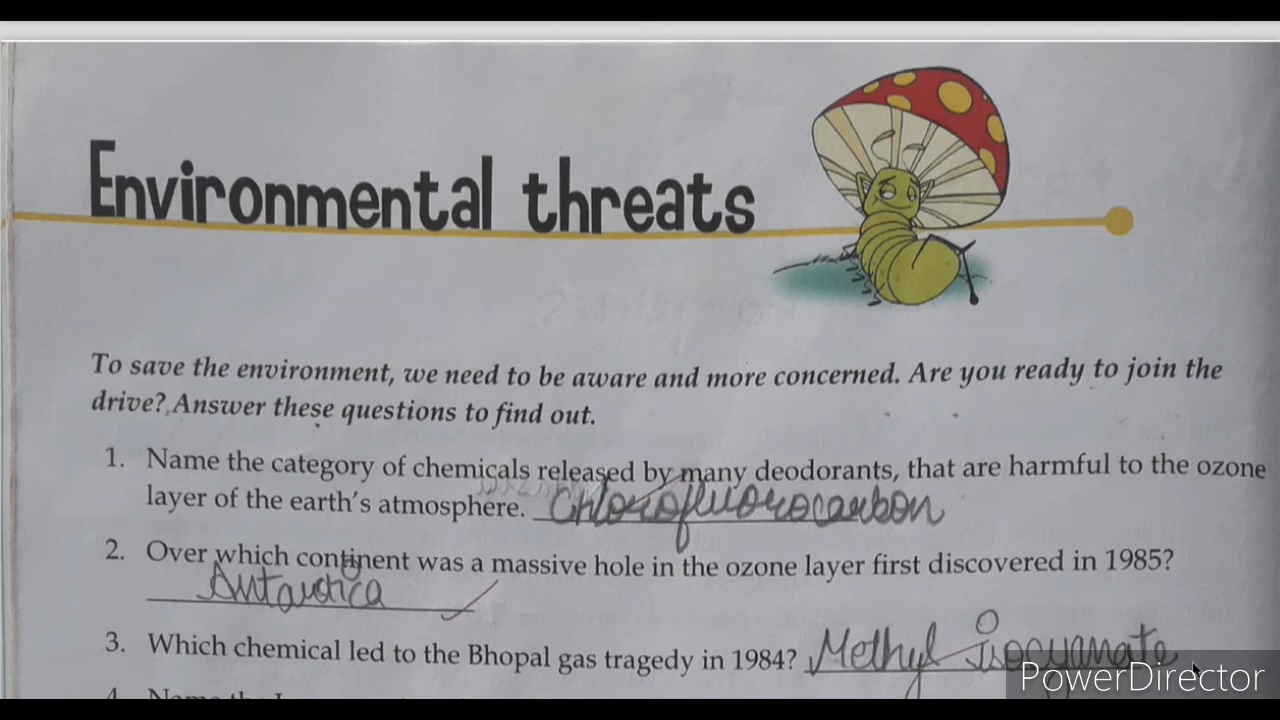 Environmental threats
To save the environment, we need to be aware and more concerned. Are you ready to join the
drive? Answer these questions to find out.
1. Name the category of chemicals released by many deodorants, that are harmful to the ozone
layer of the earth's atmosphere. Chlorofluorocarbon
2. Over which continent was a massive hole in the ozone layer first discovered in 1985?
Antarctica
3. Which chemical led to the Bhopal gas tragedy in 1984? Methyl Isocyanate
4. Name the
PowerDirector